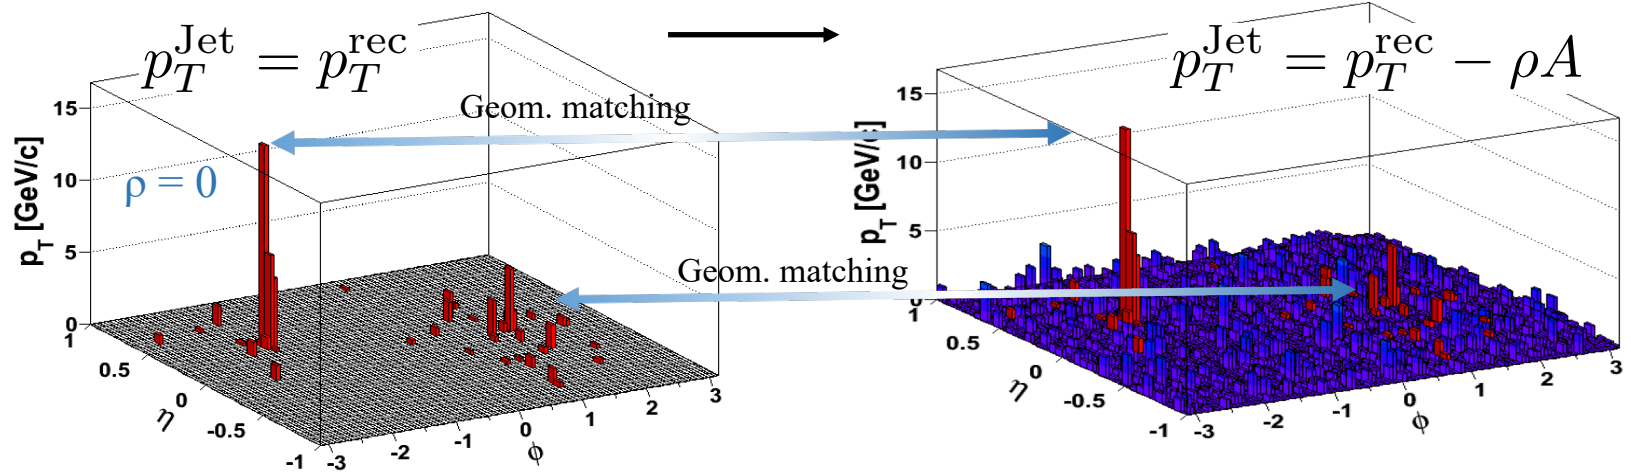 p_T^Jet = p_T^rec
p_T^Jet = p_T^rec − ρA
Geom. matching
ρ = 0
Geom. matching
p_T [GeV/c]
15
10
5
0
1
0.5
0
-0.5
-1
η
-3
-2
-1
0
1
2
3
ϕ
p_T [GeV/c]
15
10
5
0
0.5
0
-0.5
-1
η
-3
-2
-1
0
1
2
3
ϕ